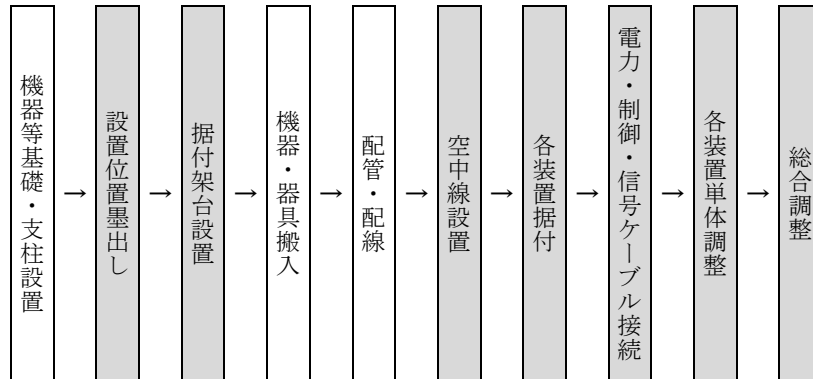 機器等基礎・支柱設置
→
設置位置墨出し
→
据付架台設置
→
機器・器具搬入
→
配管・配線
→
空中線設置
→
各装置据付
→
電力・制御・信号ケーブル接続
→
各装置単体調整
→
総合調整